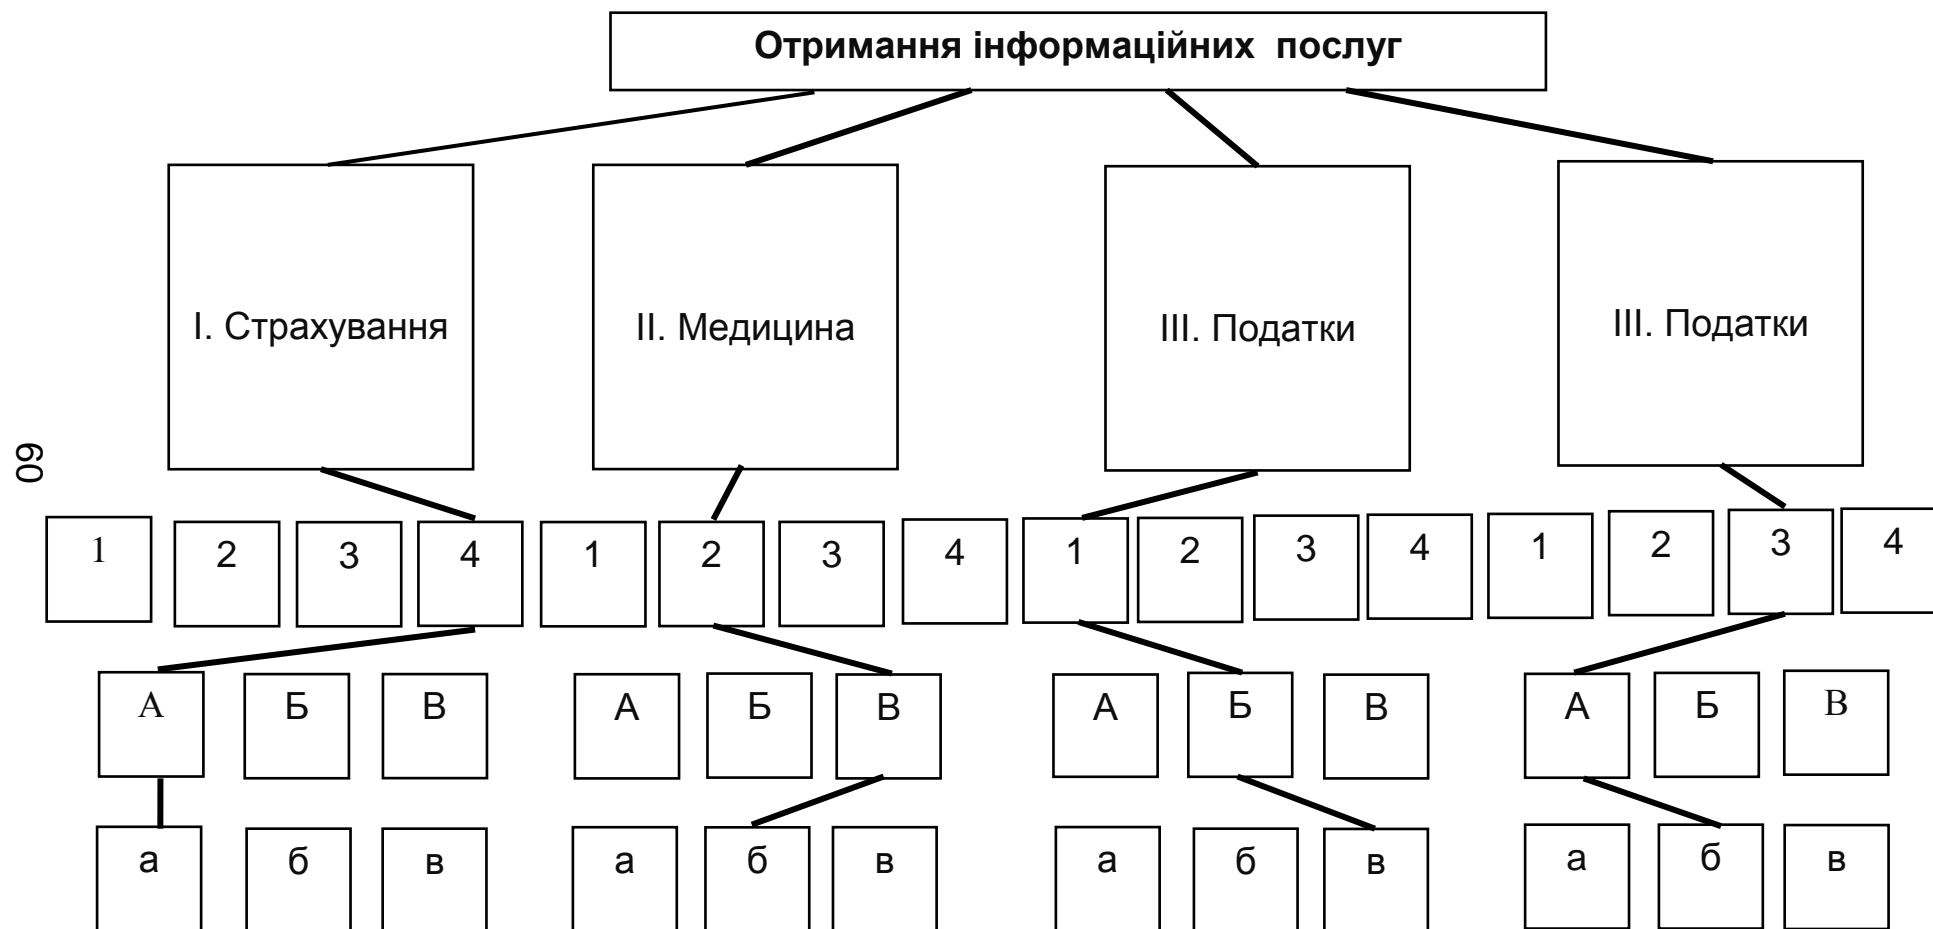 Отримання інформаційних послуг
І. Страхування
ІІ. Медицина
ІІІ. Податки
ІІІ. Податки
60
1 2 3 4 1 2 3 4 1 2 3 4 1 2 3 4
А Б В А Б В А Б В А Б В
а б в а б в а б в а б в